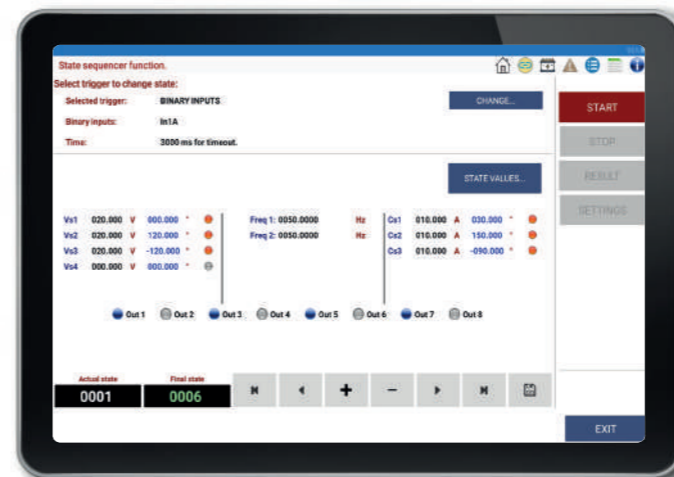 State sequencer function.
Select trigger to change state:
Selected trigger: BINARY INPUTS CHANGE...
Binary inputs: In1A
Time: 3000 ms for timeout.
START
STOP
RESULT
SETTINGS
STATE VALUES...
Vs1 020.000 V 000.000 ° Freq 1: 0050.0000 Hz Cs1 010.000 A 030.000 °
Vs2 020.000 V 120.000 ° Freq 2: 0050.0000 Hz Cs2 010.000 A 150.000 °
Vs3 020.000 V -120.000 ° Cs3 010.000 A -090.000 °
Vs4 000.000 V 000.000 °
Out 1 Out 2 Out 3 Out 4 Out 5 Out 6 Out 7 Out 8
Actual state Final state
0001 0006
EXIT